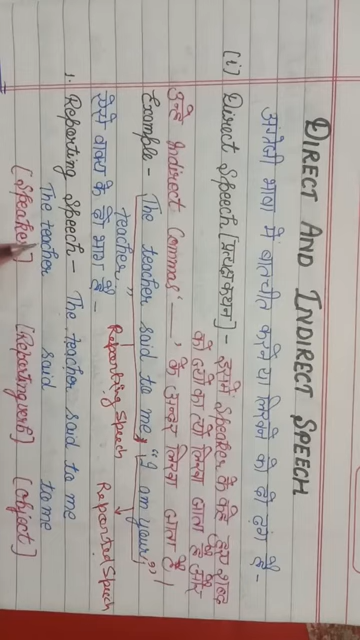 DIRECT AND INDIRECT SPEECH
अंग्रेजी भाषा में बातचीत करने या लिखने के दो ढंग हैं -
(i) Direct Speech [प्रत्यक्ष कथन] - इसमें Speaker के कहे हुए शब्द
को ज्यों का त्यों लिखा जाता है और
उन्हें Indirect Commas "——" के अन्दर लिखा जाता है।
Example - The teacher said to me, "I am your
teacher."
Reporting Speech Reported Speech
ऐसे वाक्य के दो भाग हैं -
1. Reporting Speech - The teacher said to me
The teacher said to me
[Speaker] [Reporting verb] [Object]